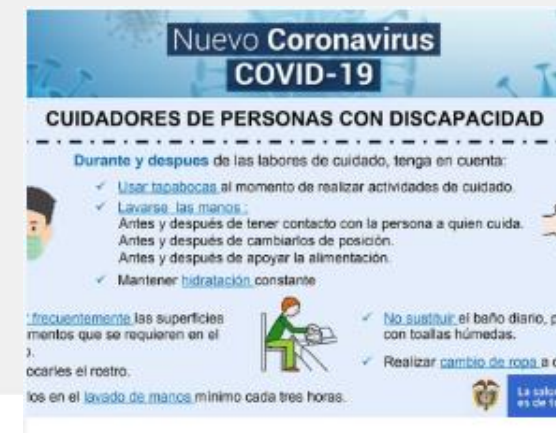 Nuevo Coronavirus
COVID-19
CUIDADORES DE PERSONAS CON DISCAPACIDAD
Durante y despues de las labores de cuidado, tenga en cuenta:
✓ Usar tapabocas al momento de realizar actividades de cuidado.
✓ Lavarse las manos :
Antes y después de tener contacto con la persona a quien cuida.
Antes y después de cambiarlos de posición.
Antes y después de apoyar la alimentación.
✓ Mantener hidratación constante
frecuentemente las superficies
mentos que se requieren en el
ocarles el rostro.
los en el lavado de manos mínimo cada tres horas.
✓ No sustituir el baño diario, p
con toallas húmedas.
✓ Realizar cambio de ropa a d
La salud
es de t